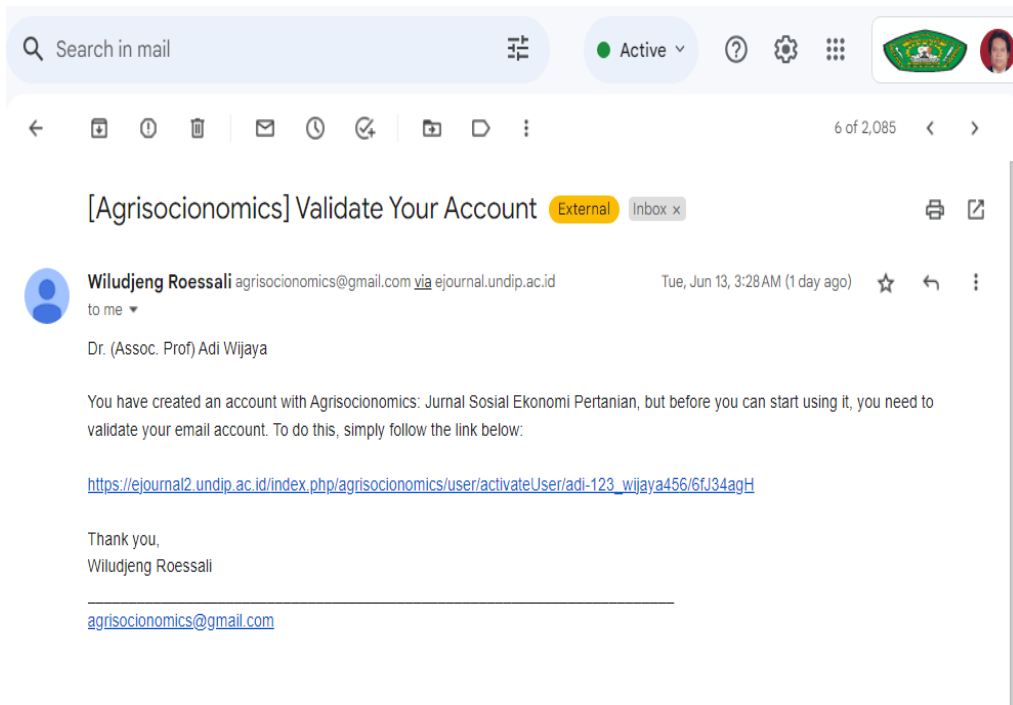 Search in mail
Active
6 of 2,085
[Agrisocionomics] Validate Your Account External Inbox x
Wiludjeng Roessali agrisocionomics@gmail.com via ejournal.undip.ac.id Tue, Jun 13, 3:28 AM (1 day ago)
to me
Dr. (Assoc. Prof) Adi Wijaya
You have created an account with Agrisocionomics: Jurnal Sosial Ekonomi Pertanian, but before you can start using it, you need to
validate your email account. To do this, simply follow the link below:
https://ejournal2.undip.ac.id/index.php/agrisocionomics/user/activateUser/adi-123_wijaya456/6fJ34agH
Thank you,
Wiludjeng Roessali
agrisocionomics@gmail.com